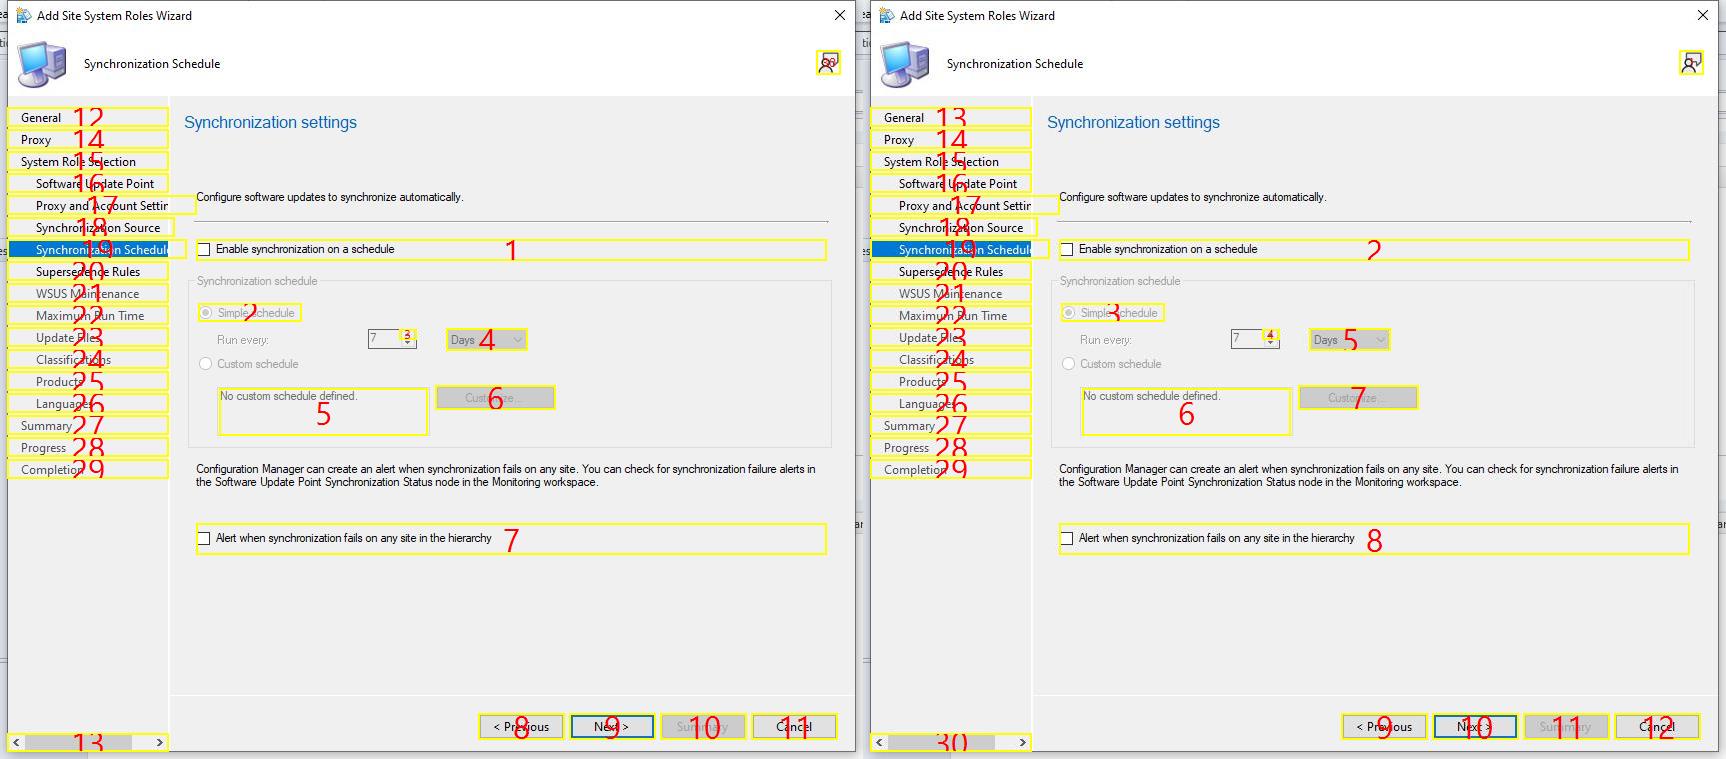 Add Site System Roles Wizard
Synchronization Schedule
General 12
Proxy 14
System Role Selection 15
Software Update Point 16
Proxy and Account Settin 17
Synchronization Source 18
Synchronization Schedule 19
Supersedence Rules 20
WSUS Maintenance 21
Maximum Run Time 22
Update Files 23
Classifications 24
Products 25
Languages 26
Summary 27
Progress 28
Completion 29
13
Synchronization settings
Configure software updates to synchronize automatically.
Enable synchronization on a schedule 1
Synchronization schedule
Simple schedule 2
Run every: 7 3 Days 4
Custom schedule
No custom schedule defined. 5 Customize... 6
Configuration Manager can create an alert when synchronization fails on any site. You can check for synchronization failure alerts in
the Software Update Point Synchronization Status node in the Monitoring workspace.
Alert when synchronization fails on any site in the hierarchy 7
< Previous 8 Next > 9 Summary 10 Cancel 11
Add Site System Roles Wizard
Synchronization Schedule
General 13
Proxy 14
System Role Selection 15
Software Update Point 16
Proxy and Account Settin 17
Synchronization Source 18
Synchronization Schedul 19
Supersedence Rules 20
WSUS Maintenance 21
Maximum Run Time 22
Update Files 23
Classifications 24
Products 25
Languages 26
Summary 27
Progress 28
Completion 29
30
Synchronization settings
Configure software updates to synchronize automatically.
Enable synchronization on a schedule 2
Synchronization schedule
Simple schedule 3
Run every: 7 4 Days 5
Custom schedule
No custom schedule defined. 6 Customize... 7
Configuration Manager can create an alert when synchronization fails on any site. You can check for synchronization failure alerts in
the Software Update Point Synchronization Status node in the Monitoring workspace.
Alert when synchronization fails on any site in the hierarchy 8
< Previous 9 Next > 10 Summary 11 Cancel 12